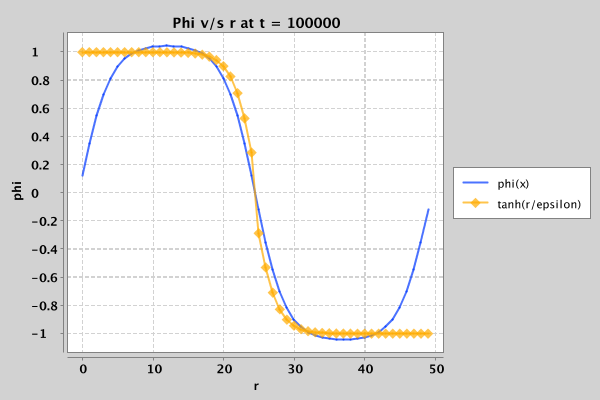 Phi v/s r at t = 100000
phi
1
0.8
0.6
0.4
0.2
0
−0.2
−0.4
−0.6
−0.8
−1
0 10 20 30 40 50
r
phi(x)
tanh(r/epsilon)